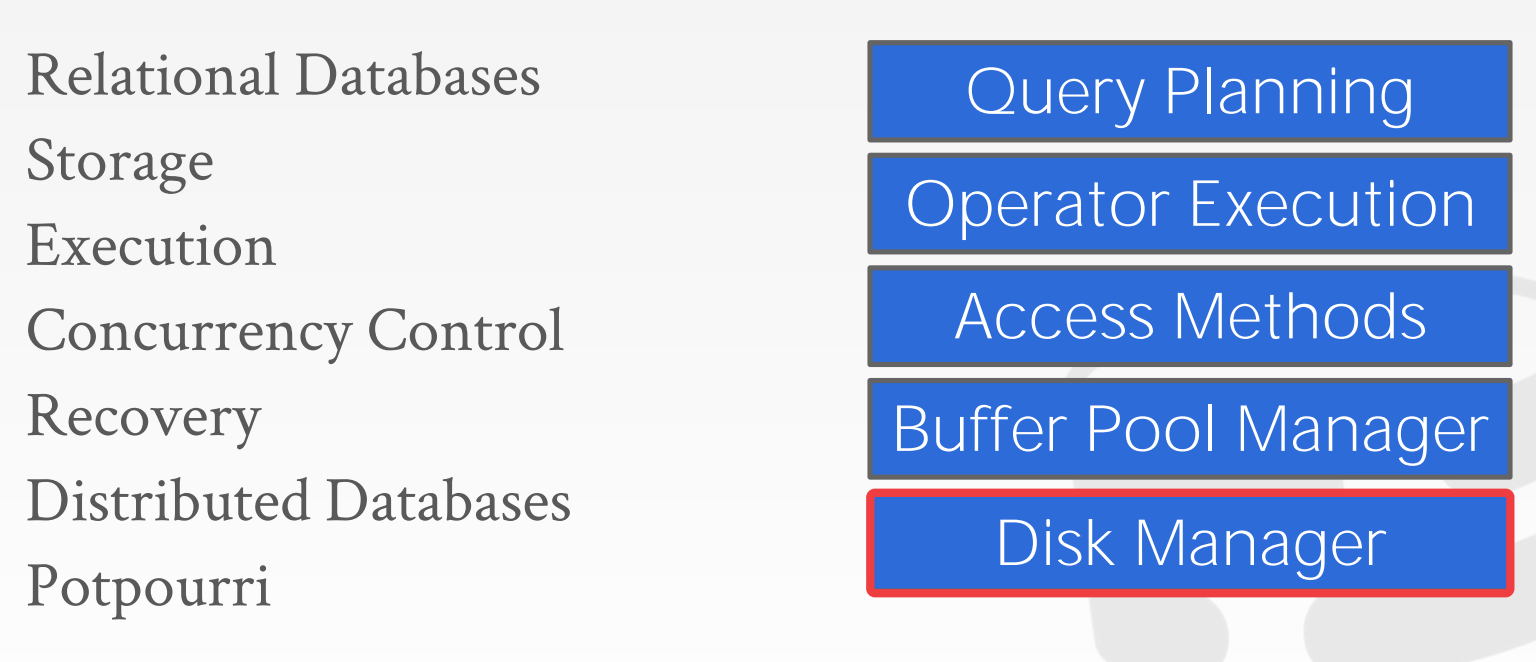 Relational Databases
Storage
Execution
Concurrency Control
Recovery
Distributed Databases
Potpourri
Query Planning
Operator Execution
Access Methods
Buffer Pool Manager
Disk Manager